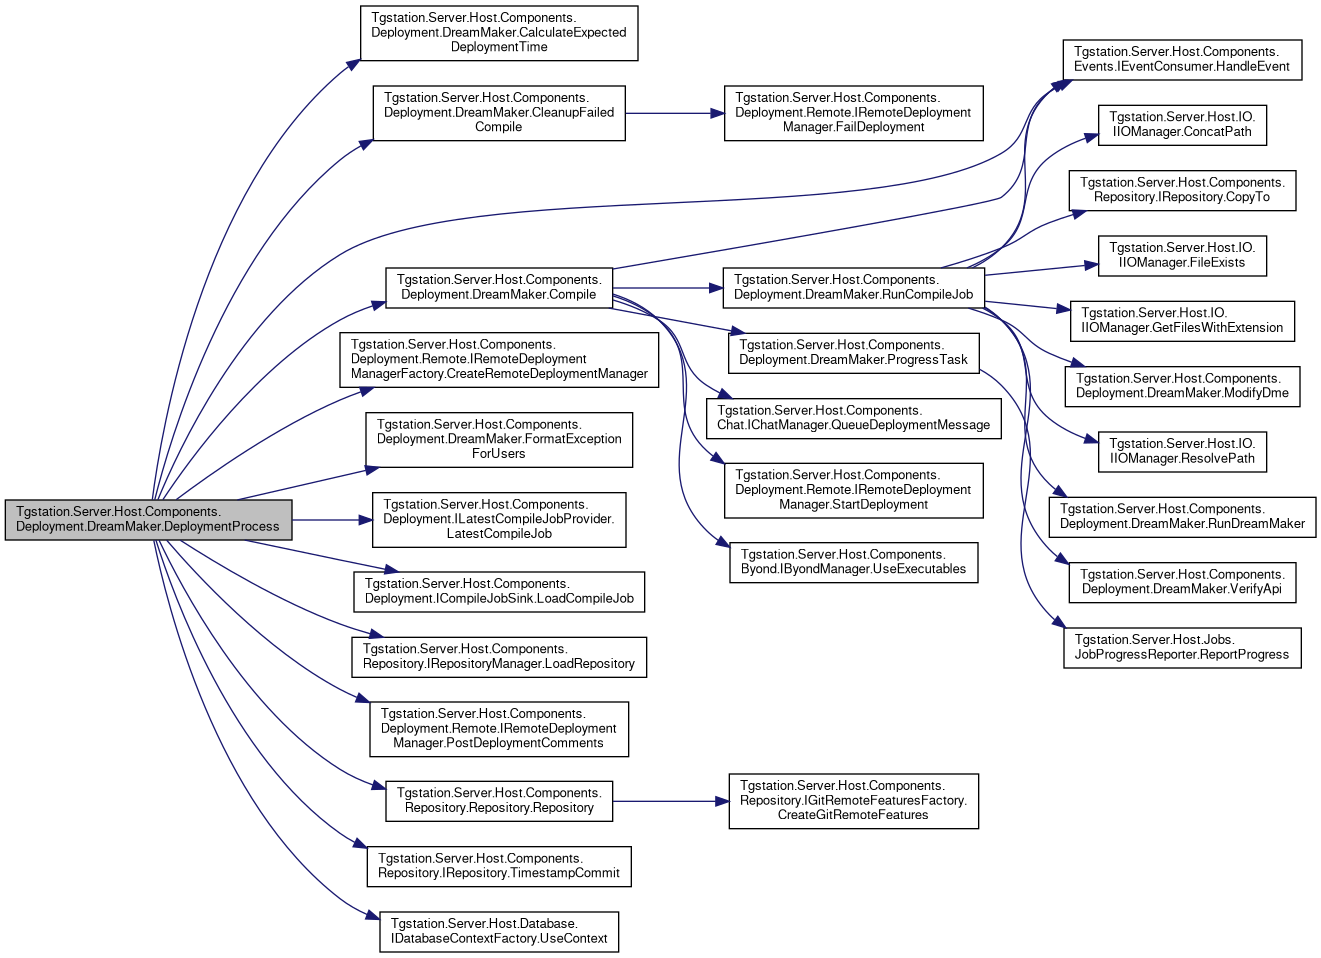 Tgstation.Server.Host.Components.
Deployment.DreamMaker.DeploymentProcess
Tgstation.Server.Host.Components.
Deployment.DreamMaker.CalculateExpected
DeploymentTime
Tgstation.Server.Host.Components.
Deployment.DreamMaker.CleanupFailed
Compile
Tgstation.Server.Host.Components.
Deployment.DreamMaker.Compile
Tgstation.Server.Host.Components.
Deployment.Remote.IRemoteDeployment
ManagerFactory.CreateRemoteDeploymentManager
Tgstation.Server.Host.Components.
Deployment.DreamMaker.FormatException
ForUsers
Tgstation.Server.Host.Components.
Deployment.ILatestCompileJobProvider.
LatestCompileJob
Tgstation.Server.Host.Components.
Deployment.ICompileJobSink.LoadCompileJob
Tgstation.Server.Host.Components.
Repository.IRepositoryManager.LoadRepository
Tgstation.Server.Host.Components.
Deployment.Remote.IRemoteDeployment
Manager.PostDeploymentComments
Tgstation.Server.Host.Components.
Repository.Repository.Repository
Tgstation.Server.Host.Components.
Repository.IRepository.TimestampCommit
Tgstation.Server.Host.Database.
IDatabaseContextFactory.UseContext
Tgstation.Server.Host.Components.
Deployment.Remote.IRemoteDeployment
Manager.FailDeployment
Tgstation.Server.Host.Components.
Deployment.DreamMaker.RunCompileJob
Tgstation.Server.Host.Components.
Deployment.DreamMaker.ProgressTask
Tgstation.Server.Host.Components.
Chat.IChatManager.QueueDeploymentMessage
Tgstation.Server.Host.Components.
Deployment.Remote.IRemoteDeployment
Manager.StartDeployment
Tgstation.Server.Host.Components.
Byond.IByondManager.UseExecutables
Tgstation.Server.Host.Components.
Repository.IGitRemoteFeaturesFactory.
CreateGitRemoteFeatures
Tgstation.Server.Host.Components.
Events.IEventConsumer.HandleEvent
Tgstation.Server.Host.IO.
IIOManager.ConcatPath
Tgstation.Server.Host.Components.
Repository.IRepository.CopyTo
Tgstation.Server.Host.IO.
IIOManager.FileExists
Tgstation.Server.Host.IO.
IIOManager.GetFilesWithExtension
Tgstation.Server.Host.Components.
Deployment.DreamMaker.ModifyDme
Tgstation.Server.Host.IO.
IIOManager.ResolvePath
Tgstation.Server.Host.Components.
Deployment.DreamMaker.RunDreamMaker
Tgstation.Server.Host.Components.
Deployment.DreamMaker.VerifyApi
Tgstation.Server.Host.Jobs.
JobProgressReporter.ReportProgress